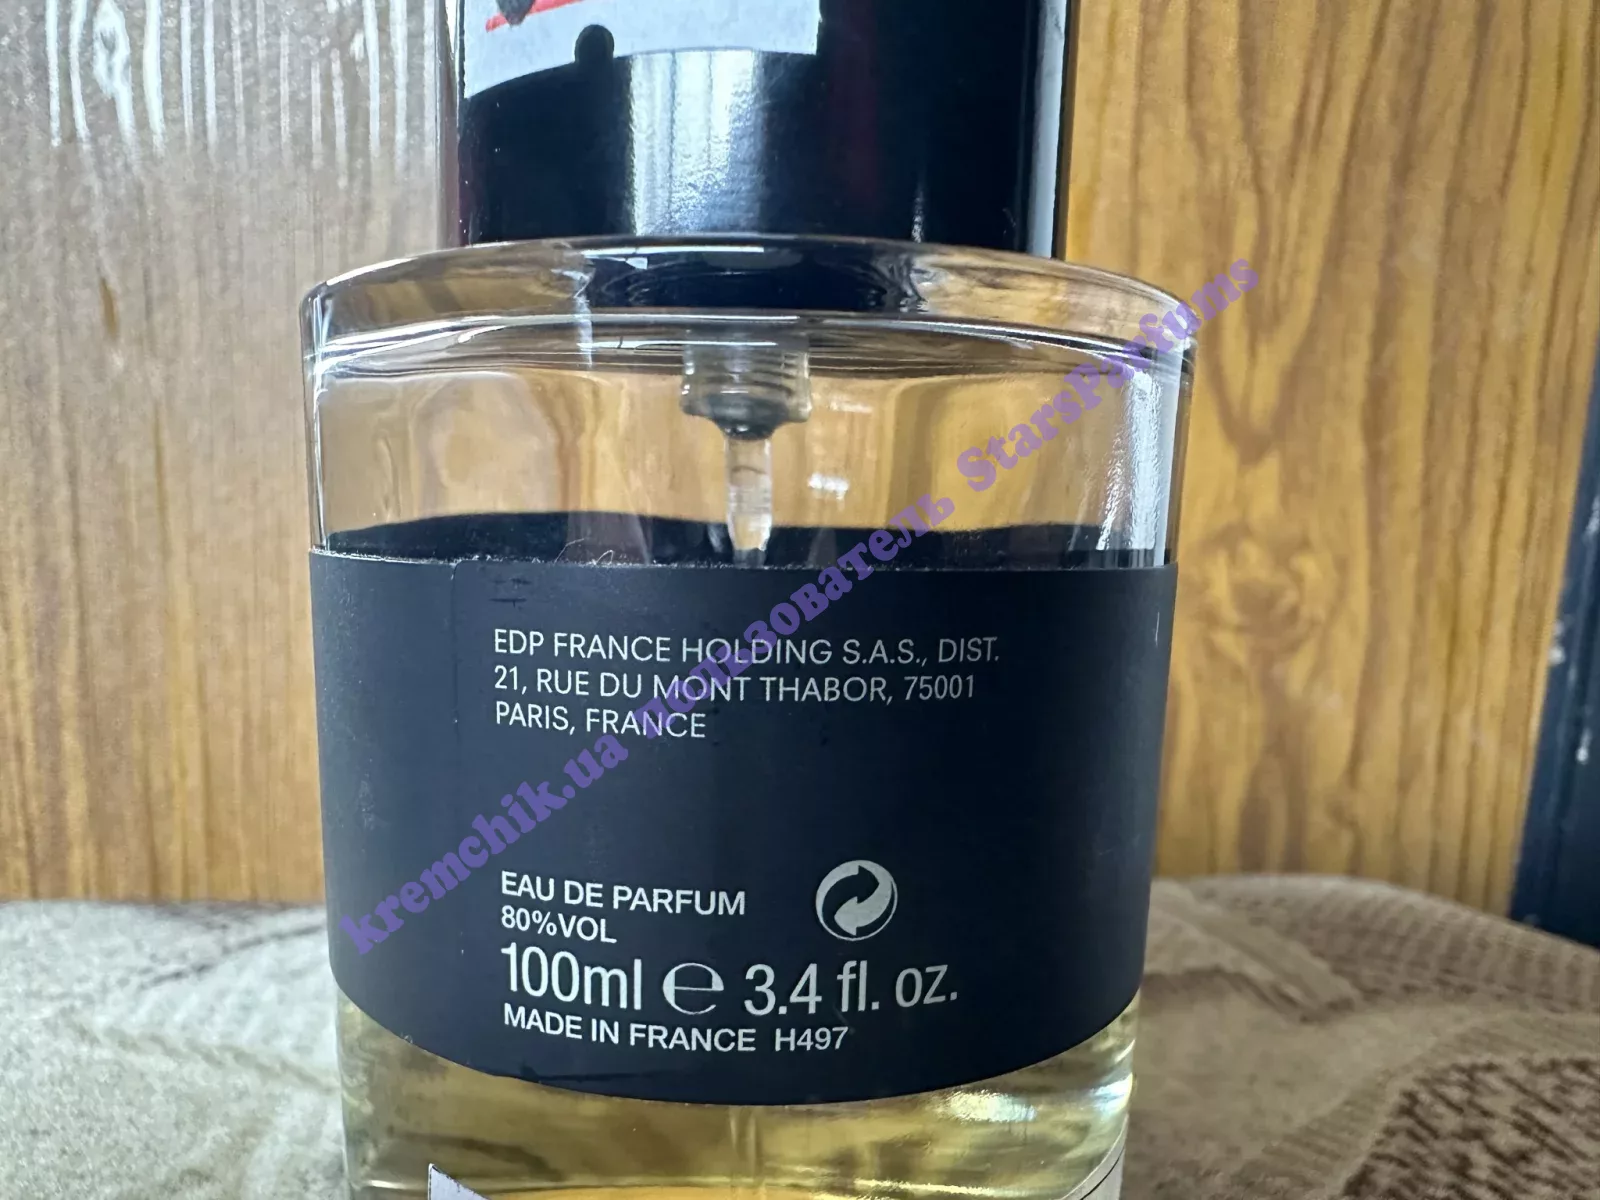 EDP FRANCE HOLDING S.A.S., DIST.
21, RUE DU MONT THABOR, 75001
PARIS, FRANCE
EAU DE PARFUM
80%VOL
100ml ℮ 3.4 fl. oz.
MADE IN FRANCE H497
kremchik.ua пользователь StarsParfums